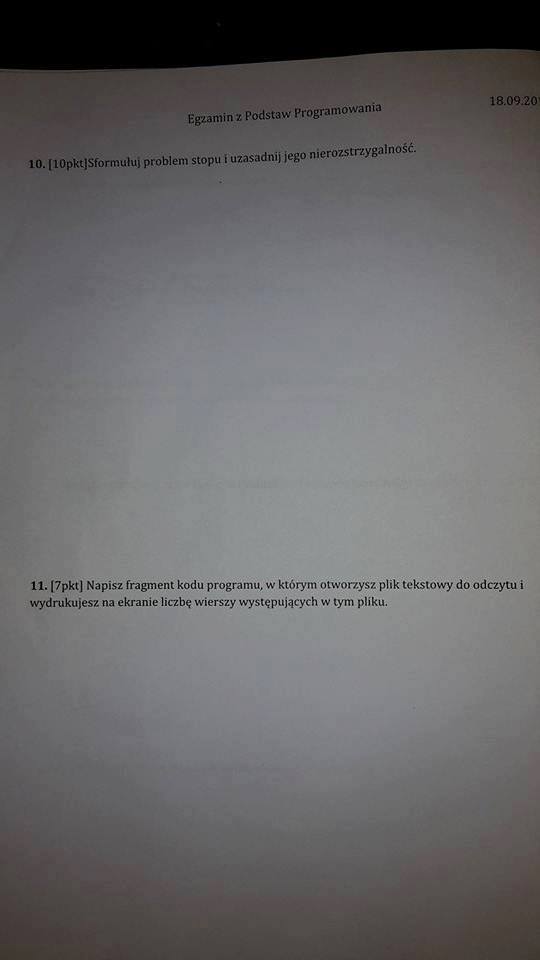 Egzamin z Podstaw Programowania
18.09.20
10. [10pkt]Sformułuj problem stopu i uzasadnij jego nierozstrzygalność.
11. [7pkt] Napisz fragment kodu programu, w którym otworzysz plik tekstowy do odczytu i
wydrukujesz na ekranie liczbę wierszy występujących w tym pliku.